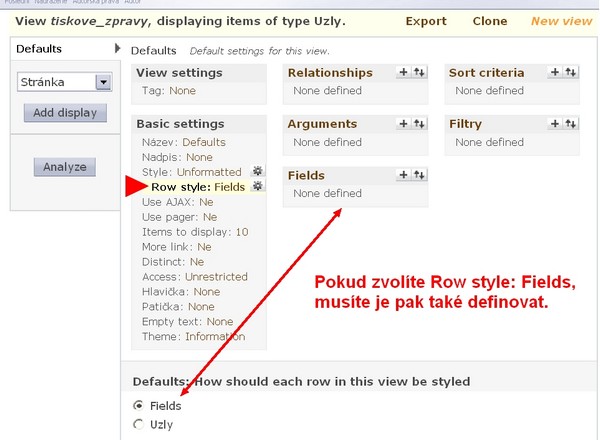 View tiskove_zpravy, displaying items of type Uzly.
Export Clone New view
Defaults
Stránka
Add display
Analyze
Defaults Default settings for this view.
View settings
Tag: None
Basic settings
Název: Defaults
Nadpis: None
Style: Unformatted
Row style: Fields
Use AJAX: Ne
Use pager: Ne
Items to display: 10
More link: Ne
Distinct: Ne
Access: Unrestricted
Hlavička: None
Patička: None
Empty text: None
Theme: Information
Relationships
None defined
Arguments
None defined
Fields
None defined
Sort criteria
None defined
Filtry
None defined
Pokud zvolíte Row style: Fields,
musíte je pak také definovat.
Defaults: How should each row in this view be styled
Fields
Uzly